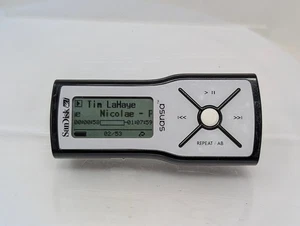 SanDisk
Tim LaHaye
Nicolae - F
02/53
sansa
REPEAT · AB